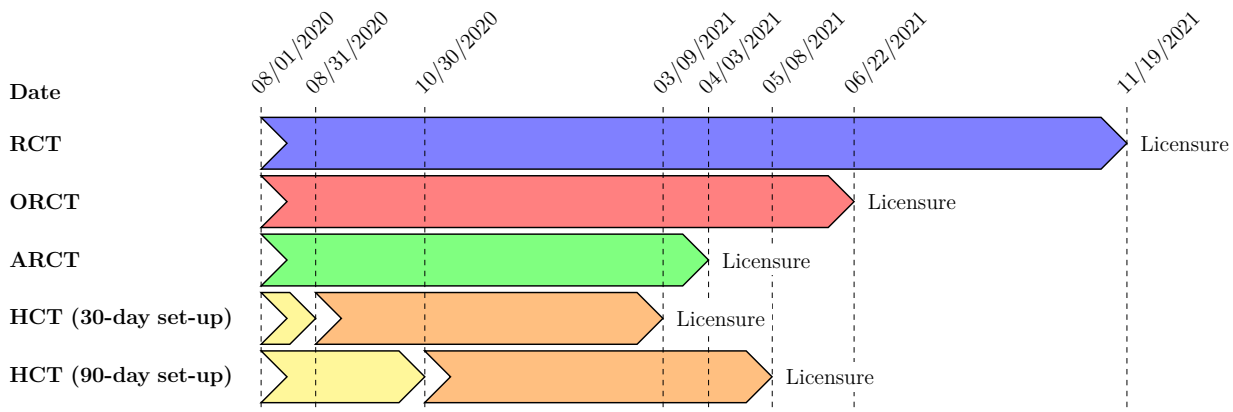 08/01/2020
08/31/2020
10/30/2020
03/09/2021
04/03/2021
05/08/2021
06/22/2021
11/19/2021
Date
RCT
Licensure
ORCT
Licensure
ARCT
Licensure
HCT (30-day set-up)
Licensure
HCT (90-day set-up)
Licensure